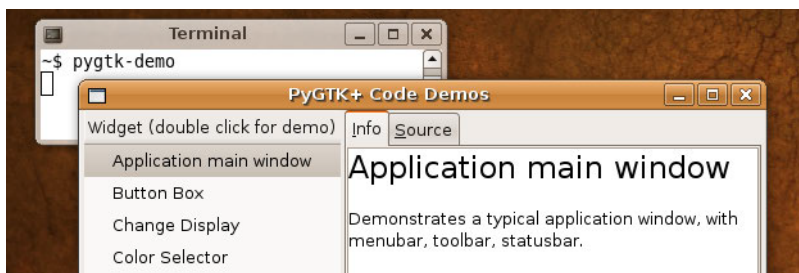 Terminal
~$ pygtk-demo
PyGTK+ Code Demos
Widget (double click for demo)
Info
Source
Application main window
Button Box
Change Display
Color Selector
Application main window
Demonstrates a typical application window, with
menubar, toolbar, statusbar.